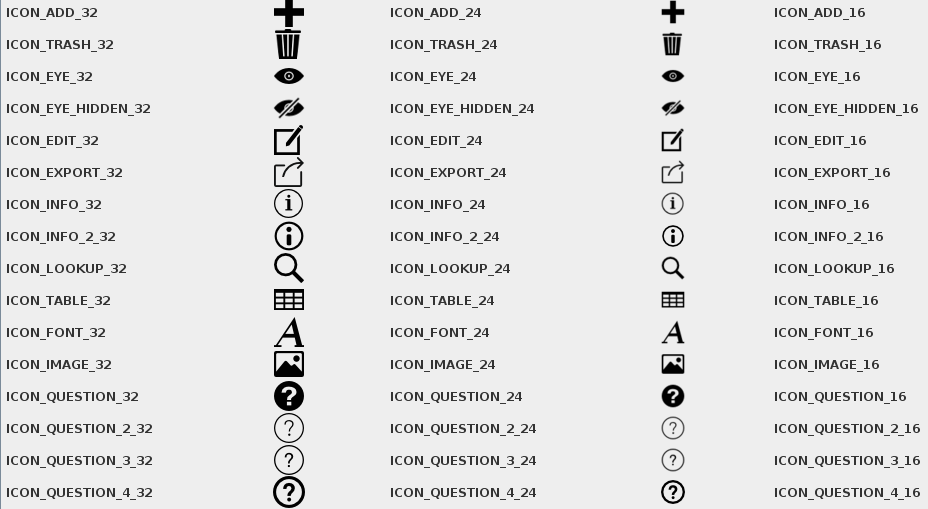 ICON_ADD_32 ICON_ADD_24 ICON_ADD_16
ICON_TRASH_32 ICON_TRASH_24 ICON_TRASH_16
ICON_EYE_32 ICON_EYE_24 ICON_EYE_16
ICON_EYE_HIDDEN_32 ICON_EYE_HIDDEN_24 ICON_EYE_HIDDEN_16
ICON_EDIT_32 ICON_EDIT_24 ICON_EDIT_16
ICON_EXPORT_32 ICON_EXPORT_24 ICON_EXPORT_16
ICON_INFO_32 ICON_INFO_24 ICON_INFO_16
ICON_INFO_2_32 ICON_INFO_2_24 ICON_INFO_2_16
ICON_LOOKUP_32 ICON_LOOKUP_24 ICON_LOOKUP_16
ICON_TABLE_32 ICON_TABLE_24 ICON_TABLE_16
ICON_FONT_32 ICON_FONT_24 ICON_FONT_16
ICON_IMAGE_32 ICON_IMAGE_24 ICON_IMAGE_16
ICON_QUESTION_32 ICON_QUESTION_24 ICON_QUESTION_16
ICON_QUESTION_2_32 ICON_QUESTION_2_24 ICON_QUESTION_2_16
ICON_QUESTION_3_32 ICON_QUESTION_3_24 ICON_QUESTION_3_16
ICON_QUESTION_4_32 ICON_QUESTION_4_24 ICON_QUESTION_4_16